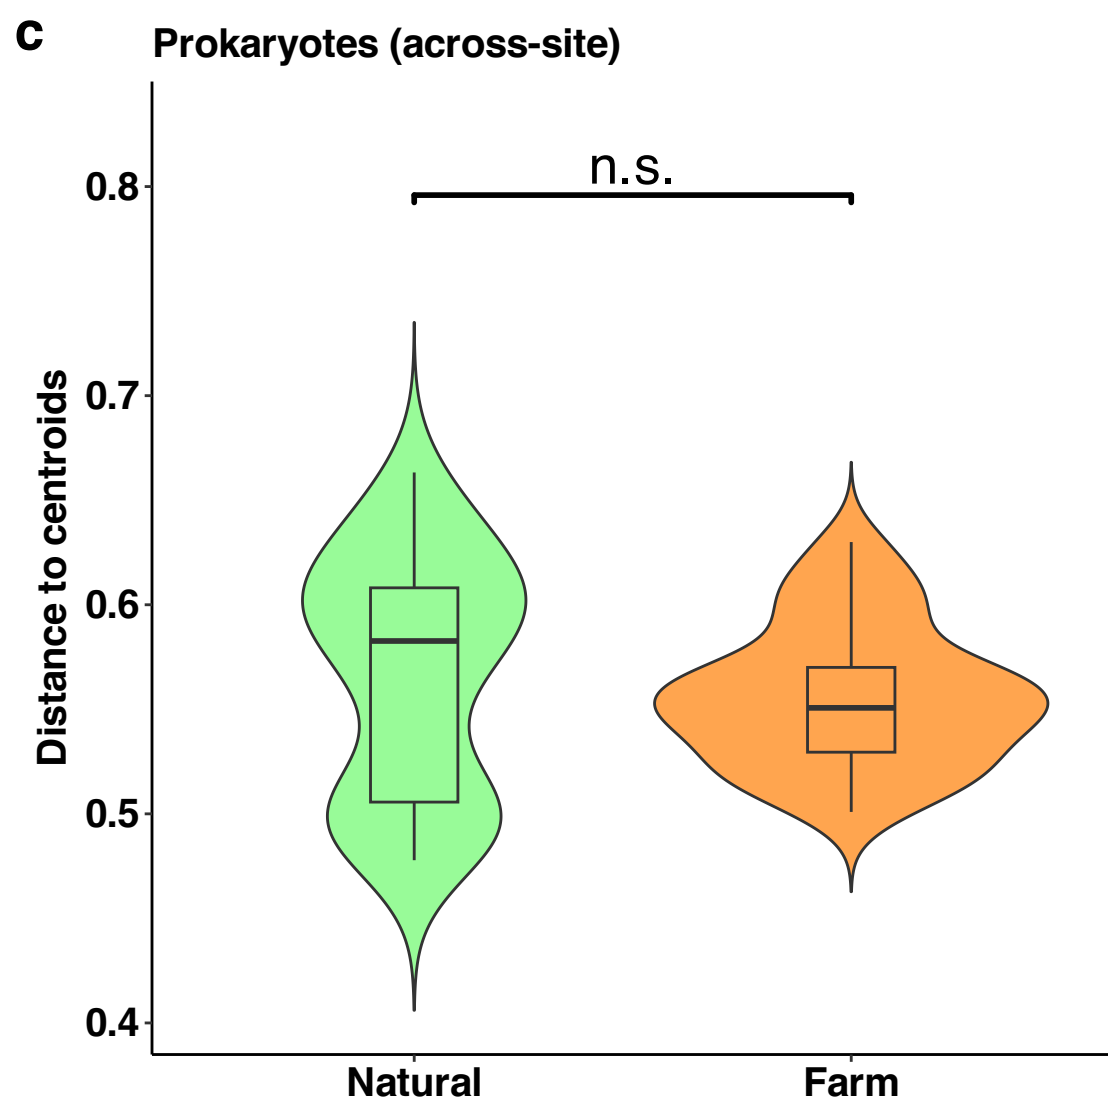 c
Prokaryotes (across-site)
n.s.
Distance to centroids
0.8
0.7
0.6
0.5
0.4
Natural
Farm